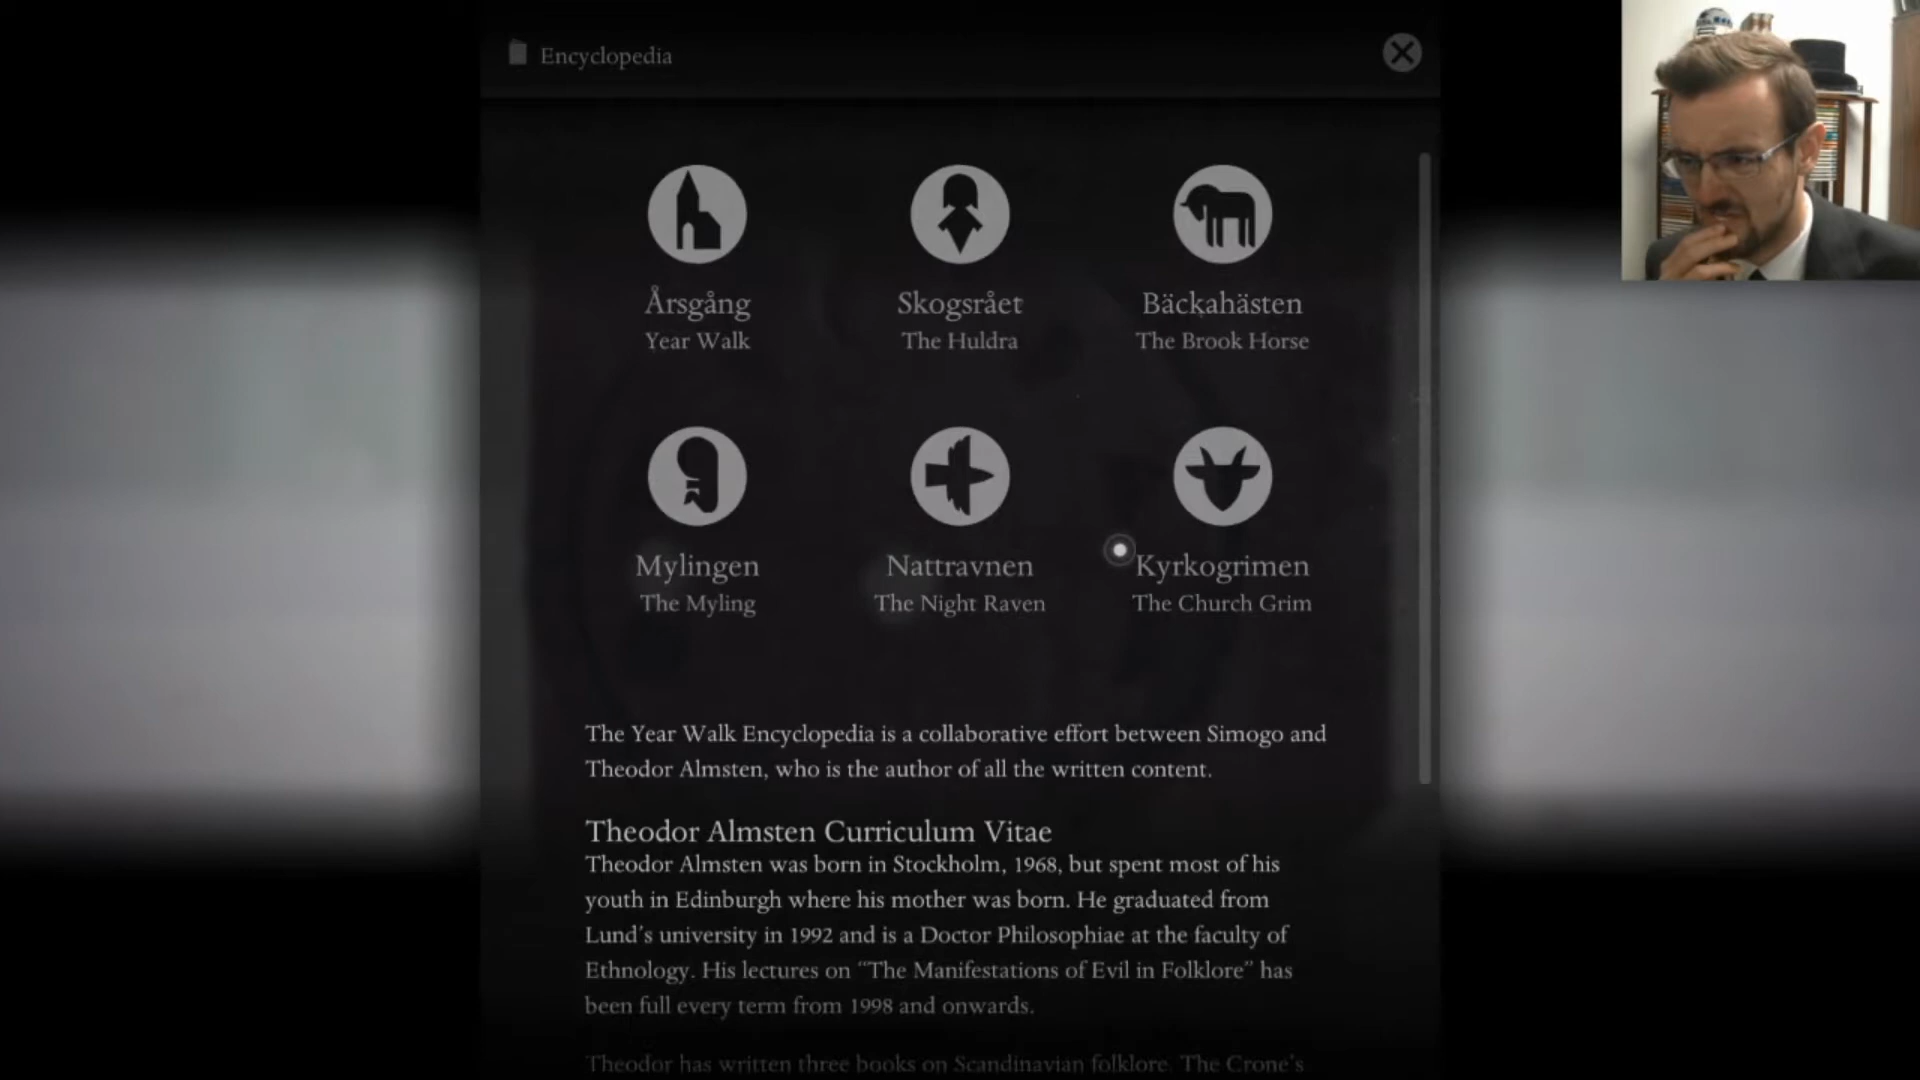 Encyclopedia
Årsgång
Year Walk
Skogsrået
The Huldra
Bäckahästen
The Brook Horse
Mylingen
The Myling
Nattravnen
The Night Raven
Kyrkogrimen
The Church Grim
The Year Walk Encyclopedia is a collaborative effort between Simogo and
Theodor Almsten, who is the author of all the written content.
Theodor Almsten Curriculum Vitae
Theodor Almsten was born in Stockholm, 1968, but spent most of his
youth in Edinburgh where his mother was born. He graduated from
Lund's university in 1992 and is a Doctor Philosophiae at the faculty of
Ethnology. His lectures on “The Manifestations of Evil in Folklore” has
been full every term from 1998 and onwards.
Theodor has written three books on Scandinavian folklore. The Crone's